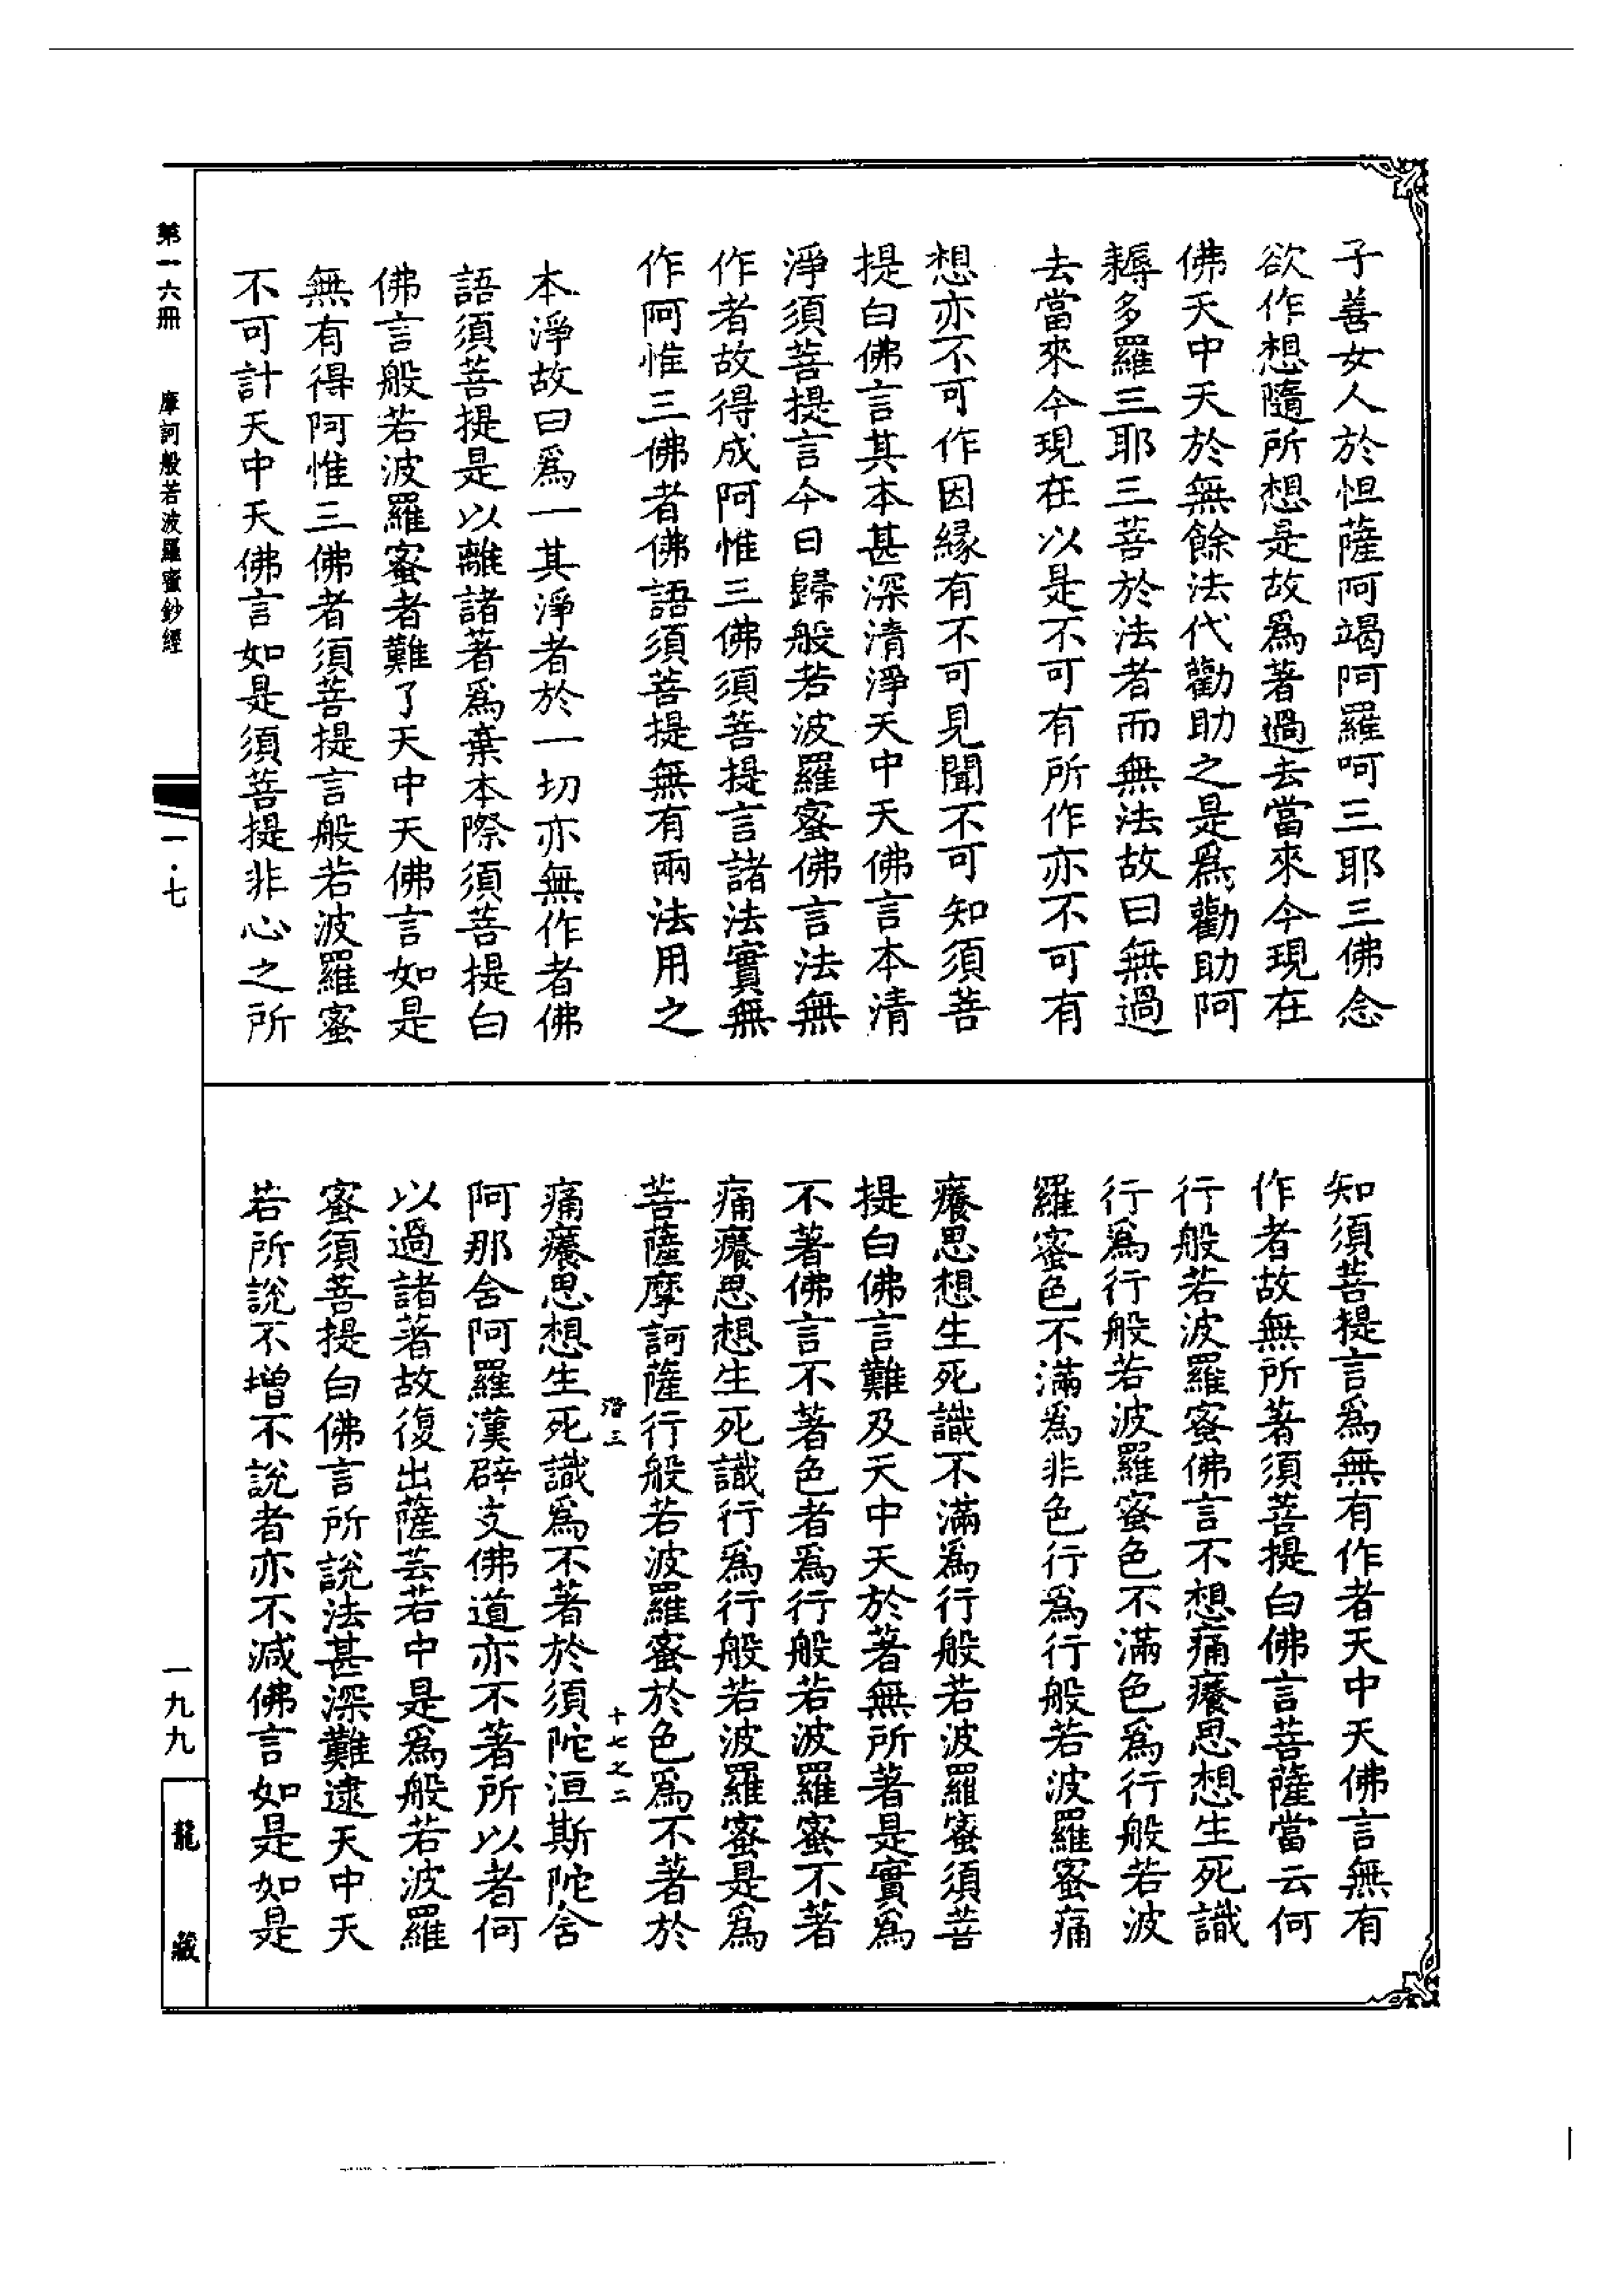 子善女人於怛薩阿竭阿羅呵三耶三佛念
欲作想隨所想是故爲著過去當來今現在
佛天中天於無餘法代勸助之是爲勸助阿
耨多羅三耶三菩於法者而無法故曰無過
去當來今現在以是不可有所作亦不可有
想亦不可作因緣有不可見聞不可知須菩
提白佛言其本甚深清淨天中天佛言本清
淨須菩提言今日歸般若波羅蜜佛言法無
作者故得成阿惟三佛須菩提言諸法實無
作阿惟三佛者佛語須菩提無有兩法用之
本淨故曰爲一其淨者於一切亦無作者佛
語須菩提是以離諸著爲棄本際須菩提白
佛言般若波羅蜜者難了天中天佛言如是
無有得阿惟三佛者須菩提言般若波羅蜜
不可計天中天佛言如是須菩提非心之所
知須菩提言爲無有作者天中天佛言無有
作者故無所著須菩提白佛言菩薩當云何
行般若波羅蜜佛言不想痛癢思想生死識
行爲行般若波羅蜜色不滿色爲行般若波
羅蜜色不滿爲非色行爲行般若波羅蜜痛
癢思想生死識不滿爲行般若波羅蜜須菩
提白佛言難及天中天於著無所著是實爲
不著佛言不著色者爲行般若波羅蜜不著
痛癢思想生死識行爲行般若波羅蜜是爲
菩薩摩訶薩行般若波羅蜜於色爲不著於
潛三 十七之二
痛癢思想生死識爲不著於須陀洹斯陀含
阿那含阿羅漢辟支佛道亦不著所以者何
以過諸著故復出薩芸若中是爲般若波羅
蜜須菩提白佛言所說法甚深難逮天中天
若所說不增不說者亦不減佛言如是如是
第一六冊 摩訶般若波羅蜜鈔經
一·七
一九九
龍藏